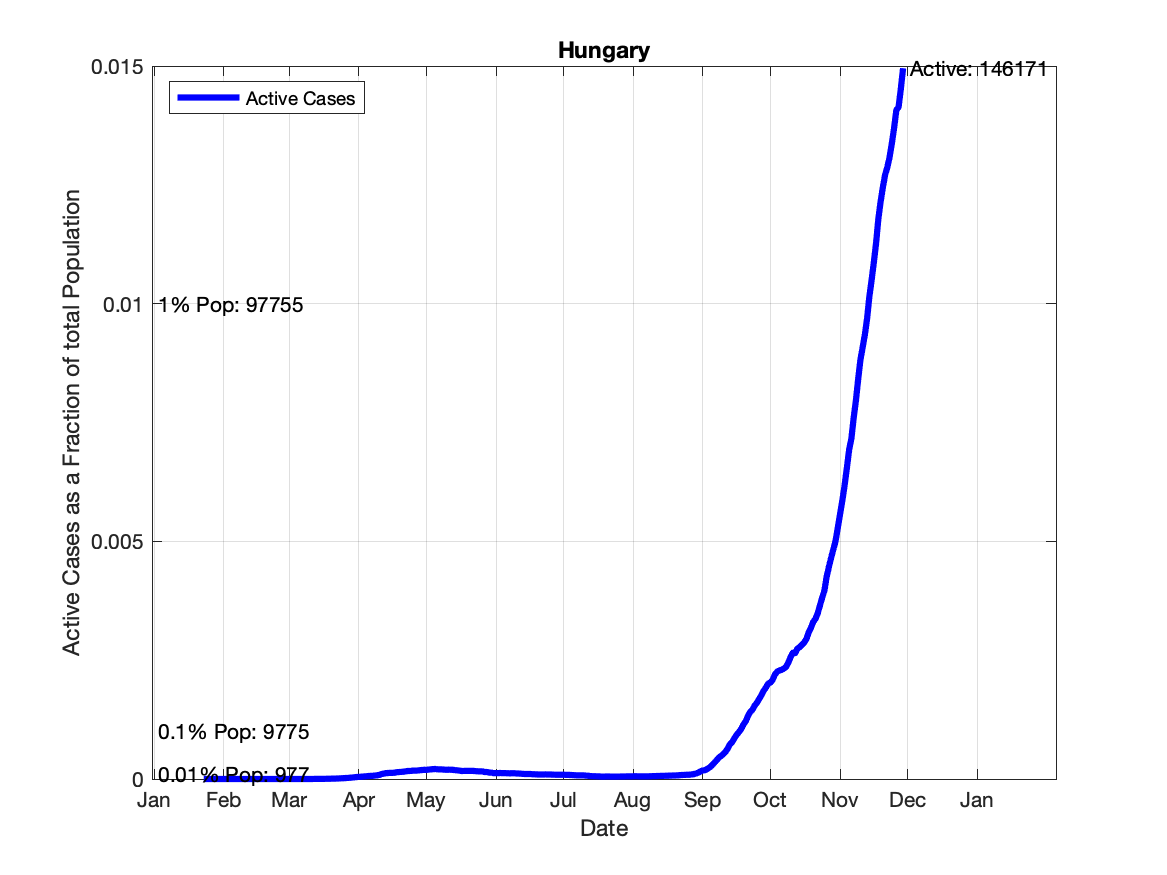 Hungary
0.015
Active: 146171
Active Cases
Active Cases as a Fraction of total Population
0.01
1% Pop: 97755
0.005
0.1% Pop: 9775
0
0.01% Pop: 977
Jan Feb Mar Apr May Jun Jul Aug Sep Oct Nov Dec Jan
Date